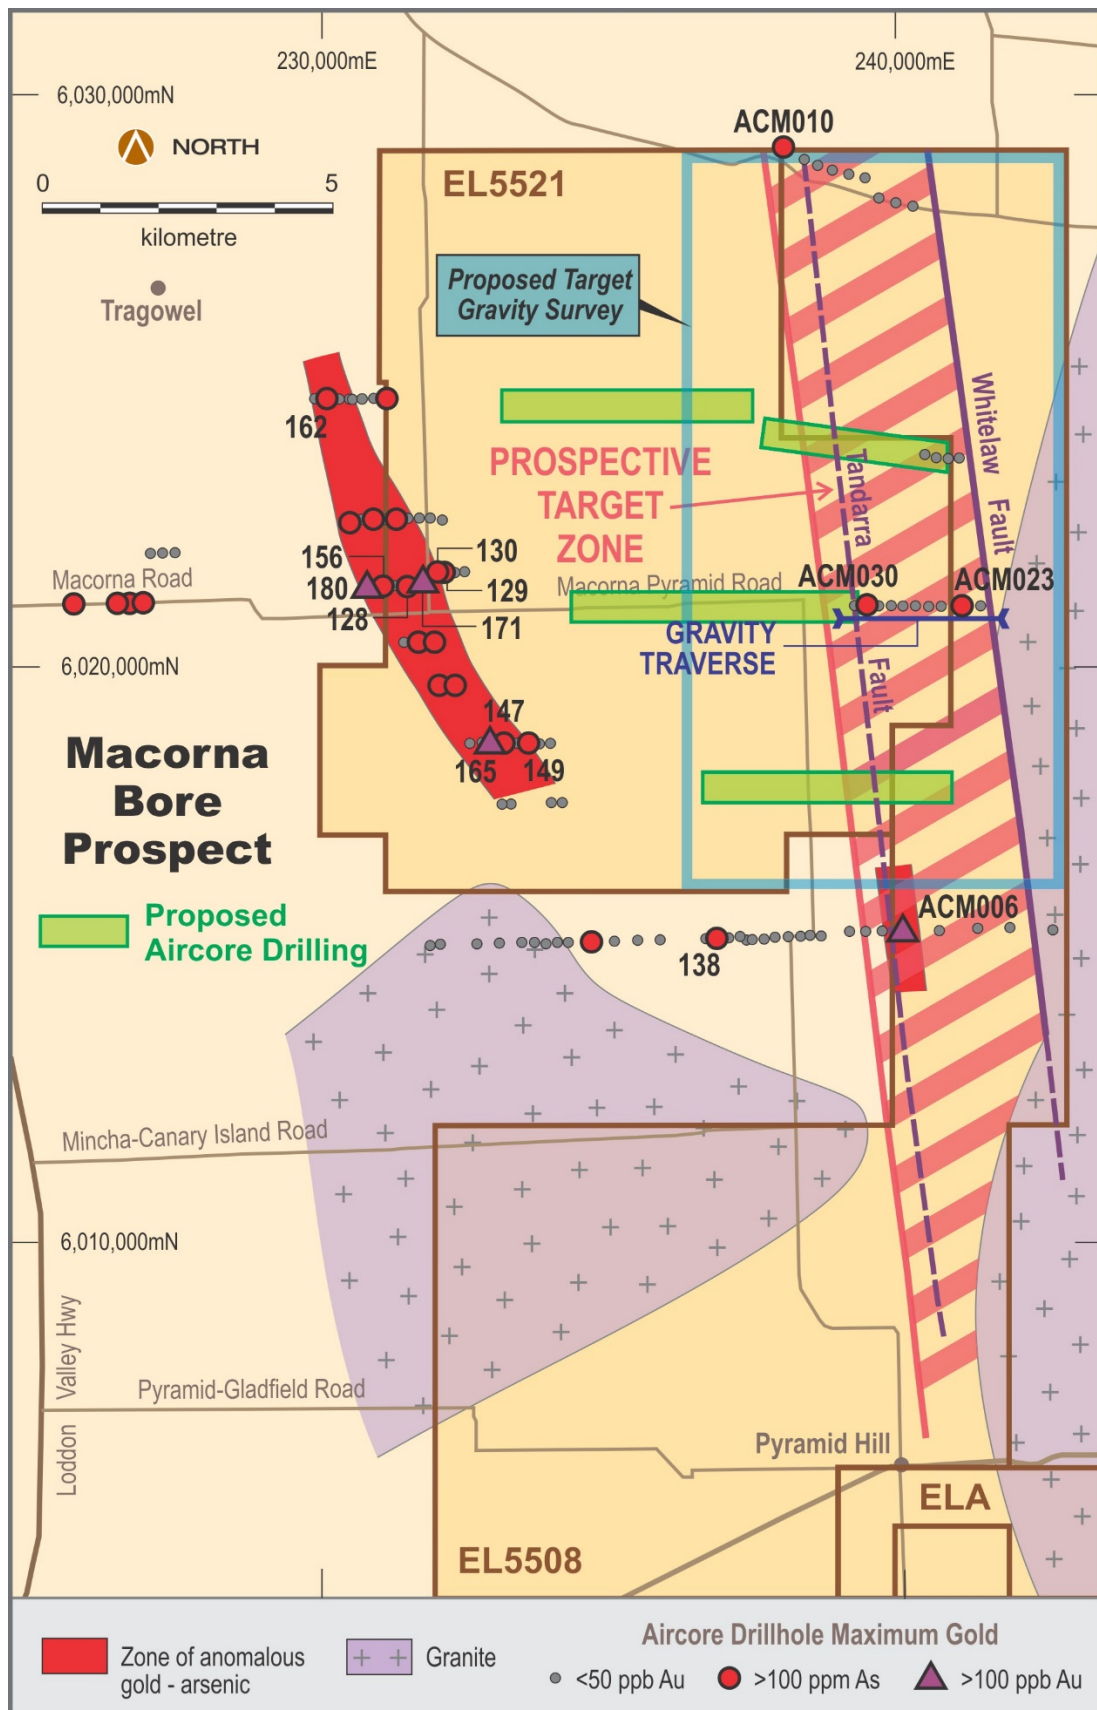 230,000mE
240,000mE
6,030,000mN
ACM010
NORTH
EL5521
0
5
kilometre
Proposed Target
Gravity Survey
Tragowel
Whitelaw
Fault
162
PROSPECTIVE
TARGET
ZONE
Tandarra
Fault
156
130
Macorna Road
180
129
Macorna Pyramid Road
ACM030
ACM023
128
171
GRAVITY
TRAVERSE
6,020,000mN
147
165
149
Macorna
Bore
Prospect
Proposed
Aircore Drilling
ACM006
138
Mincha-Canary Island Road
6,010,000mN
Loddon Valley Hwy
Pyramid-Gladfield Road
Pyramid Hill
ELA
EL5508
Zone of anomalous
gold - arsenic
Granite
Aircore Drillhole Maximum Gold
<50 ppb Au
>100 ppm As
>100 ppb Au